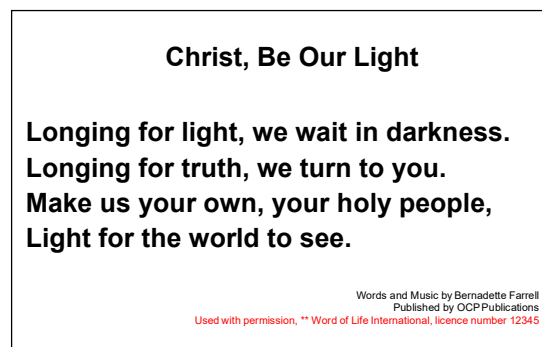 Christ, Be Our Light
Longing for light, we wait in darkness.
Longing for truth, we turn to you.
Make us your own, your holy people,
Light for the world to see.
Words and Music by Bernadette Farrell
Published by OCP Publications
Used with permission, ** Word of Life International, licence number 12345